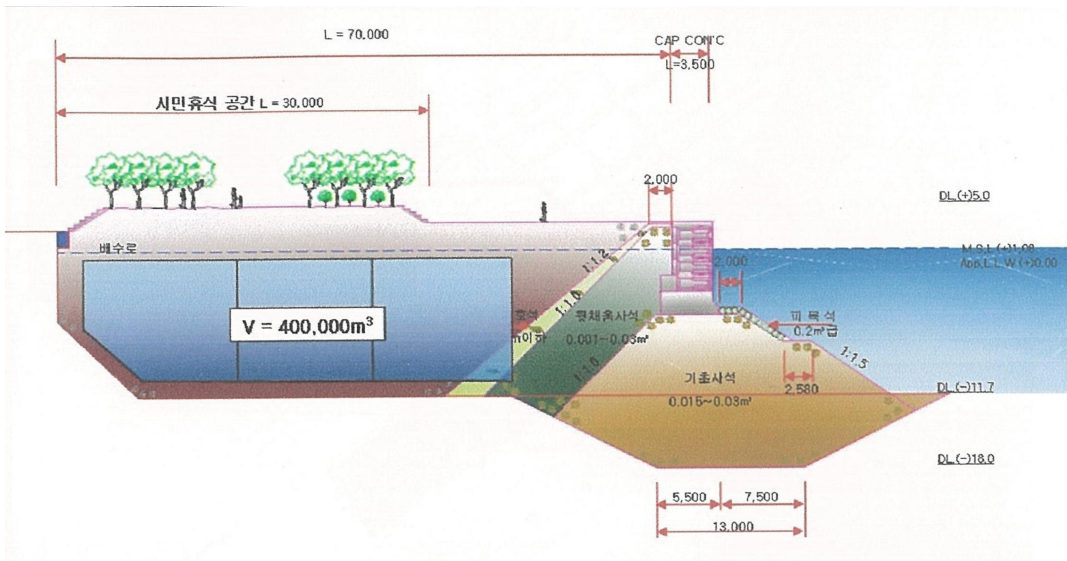 L = 70,000
CAP CON'C
L=3,500
시민휴식 공간 L = 30,000
2,000
DL.(+)5.0
배수로
M.S.L (+)1.08
App.L.L.W (+)0.00
2,000
1:1.2
1:1.0
V = 400,000m³
뒷채움사석
0.001~0.03m³
피복석
0.2m³급
1:1.5
1:1.0
기초사석
0.015~0.03m³
2,580
DL.(-)11.7
DL.(-)18.0
5,500
7,500
13,000